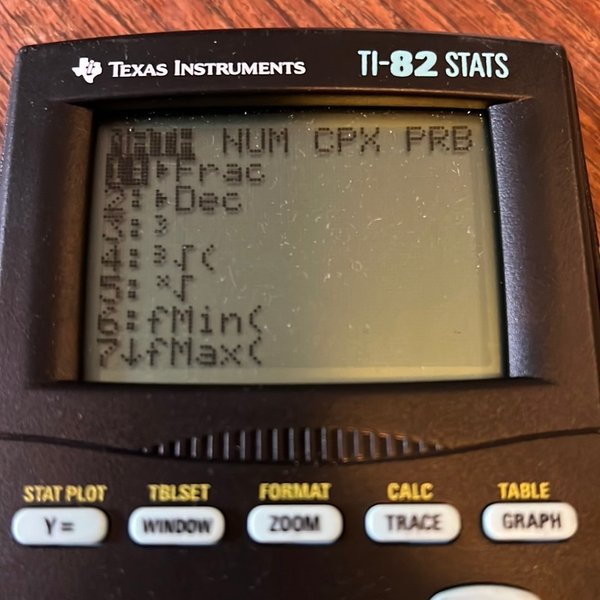 TEXAS INSTRUMENTS TI-82 STATS
MATH NUM CPX PRB
1:▶Frac
2:▶Dec
3:³
4:³√(
5:ˣ√
6:fMin(
7↓fMax(
STAT PLOT TBLSET FORMAT CALC TABLE
Y= WINDOW ZOOM TRACE GRAPH